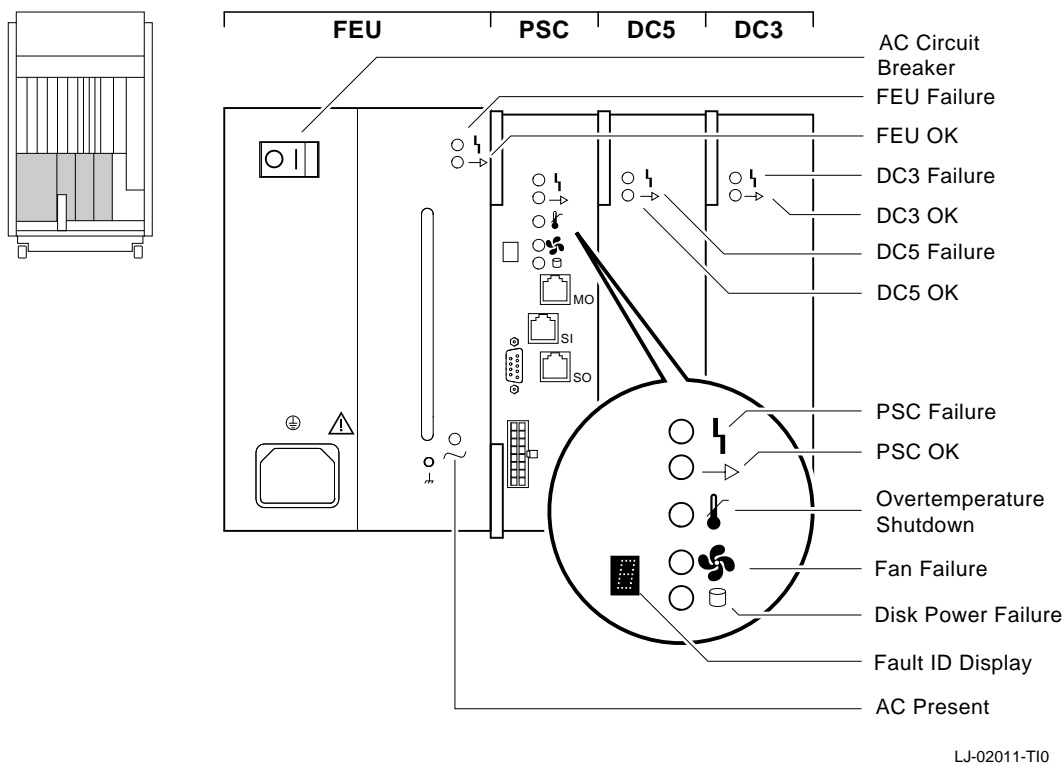 FEU PSC DC5 DC3
AC Circuit
Breaker
FEU Failure
FEU OK
DC3 Failure
DC3 OK
DC5 Failure
DC5 OK
MO
SI
SO
PSC Failure
PSC OK
Overtemperature
Shutdown
Fan Failure
Disk Power Failure
Fault ID Display
AC Present
LJ-02011-TI0